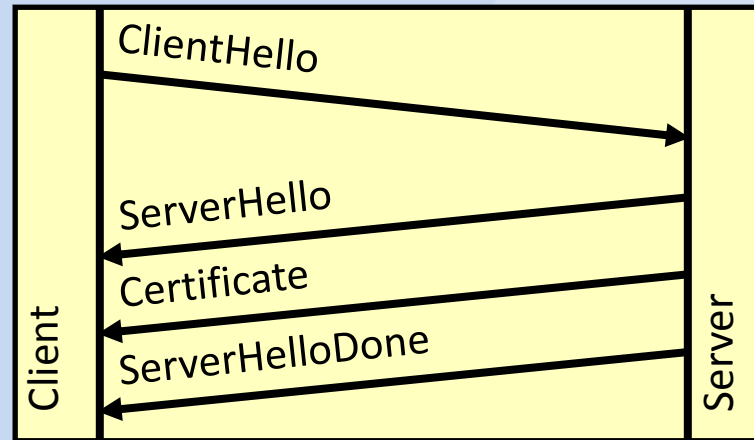 ClientHello
ServerHello
Certificate
ServerHelloDone
Client
Server